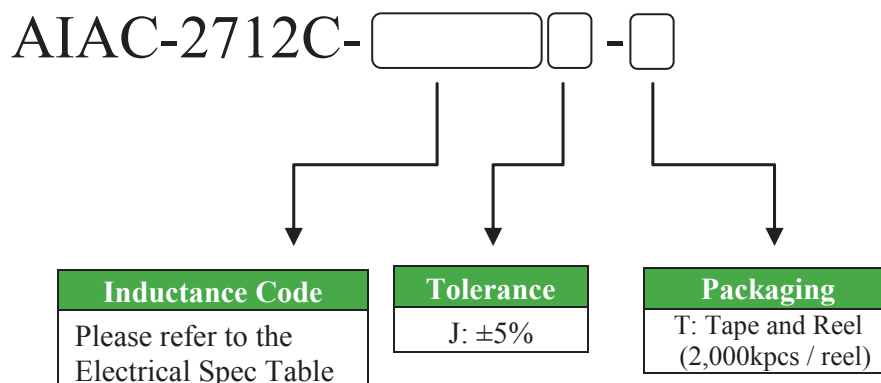 AIAC-2712C- -
Inductance Code
Please refer to the
Electrical Spec Table
Tolerance
J: ±5%
Packaging
T: Tape and Reel
(2,000kpcs / reel)